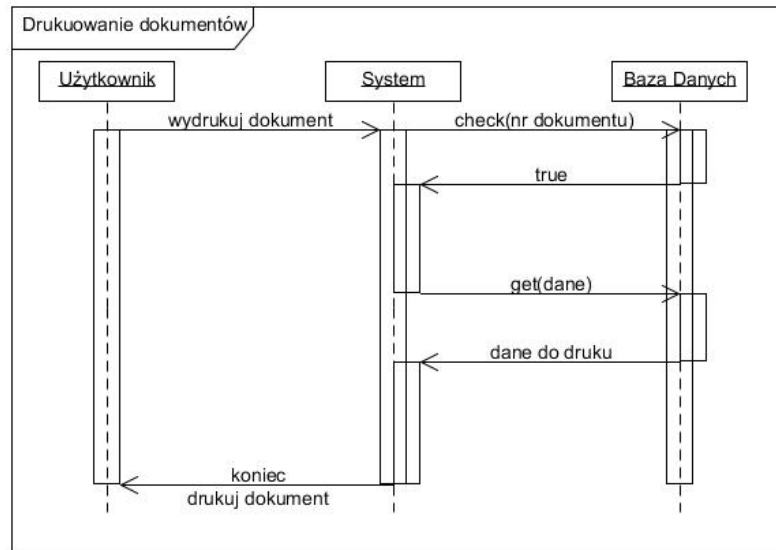 Drukuowanie dokumentów
Użytkownik
System
Baza Danych
wydrukuj dokument
check(nr dokumentu)
true
get(dane)
dane do druku
koniec
drukuj dokument